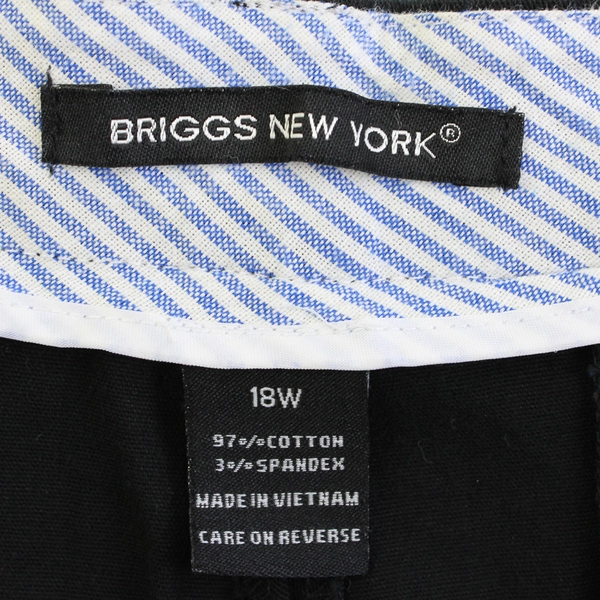 BRIGGS NEW YORK®
18W
97%COTTON
3%SPANDEX
MADE IN VIETNAM
CARE ON REVERSE